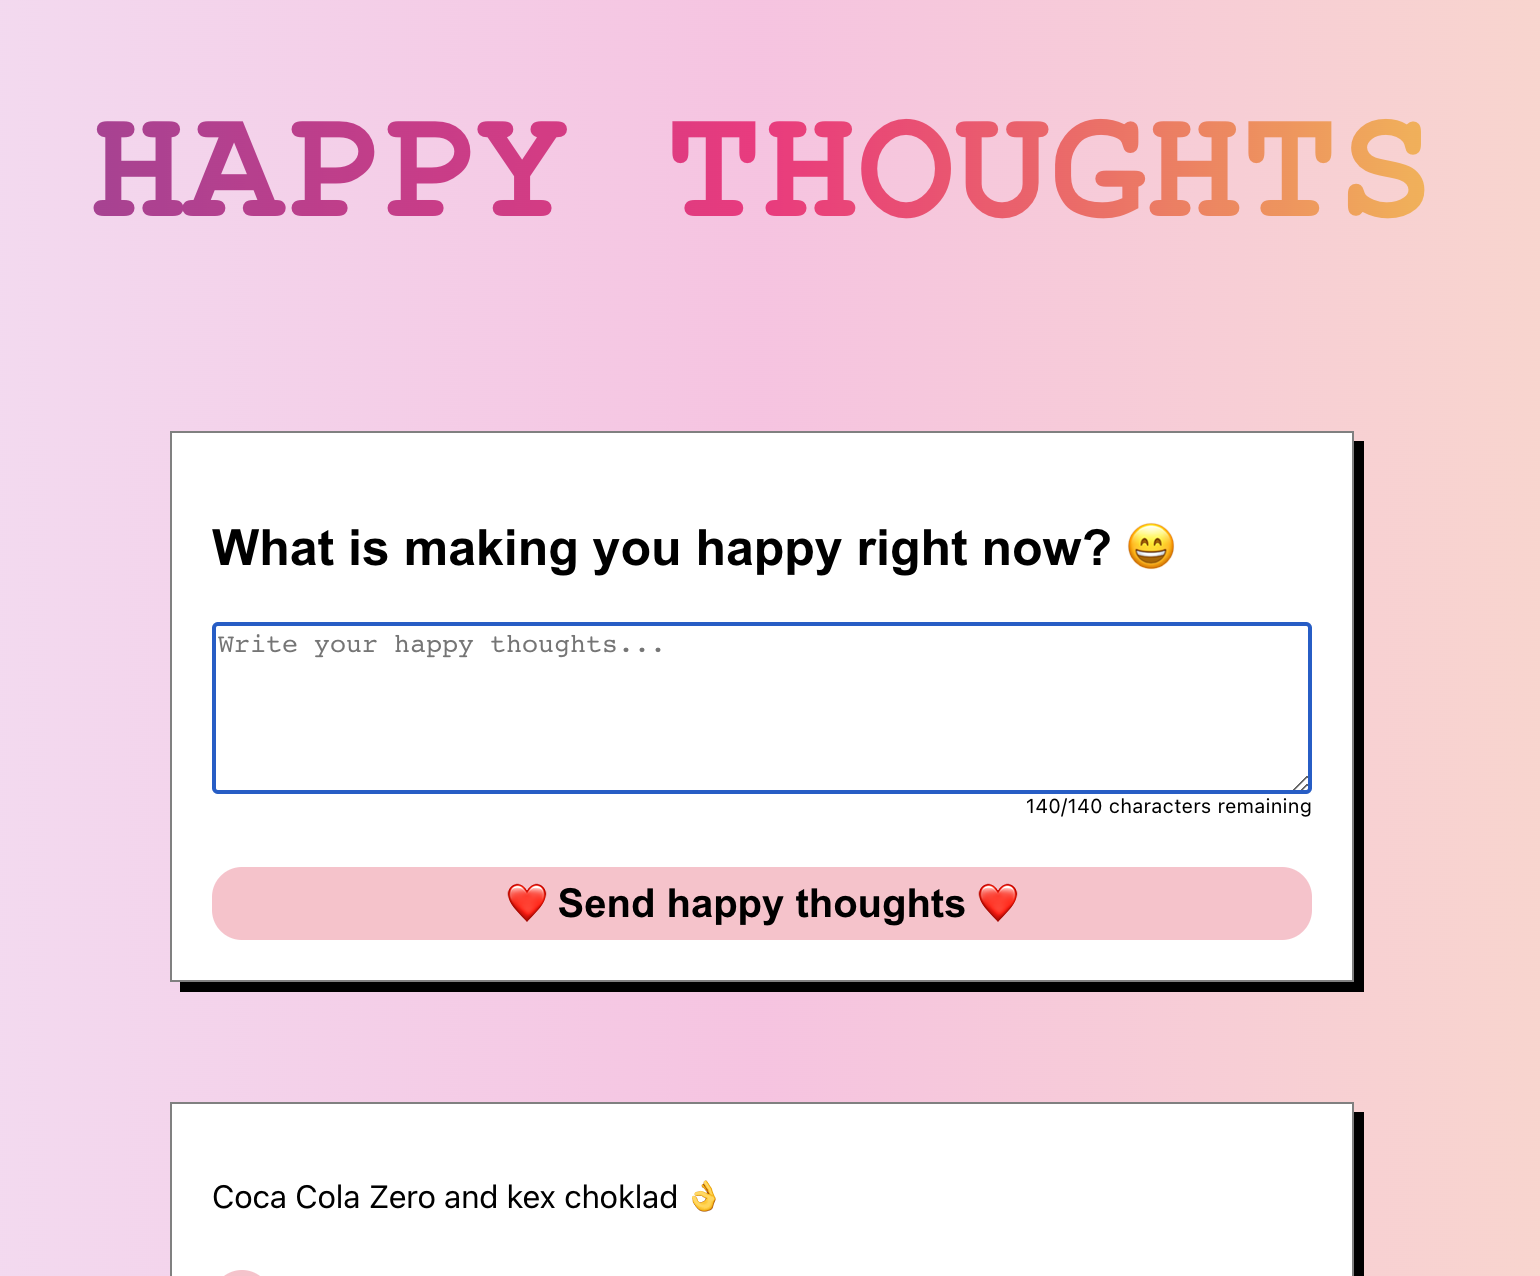 HAPPY THOUGHTS
What is making you happy right now? 😄
Write your happy thoughts...
140/140 characters remaining
❤️ Send happy thoughts ❤️
Coca Cola Zero and kex choklad 👌